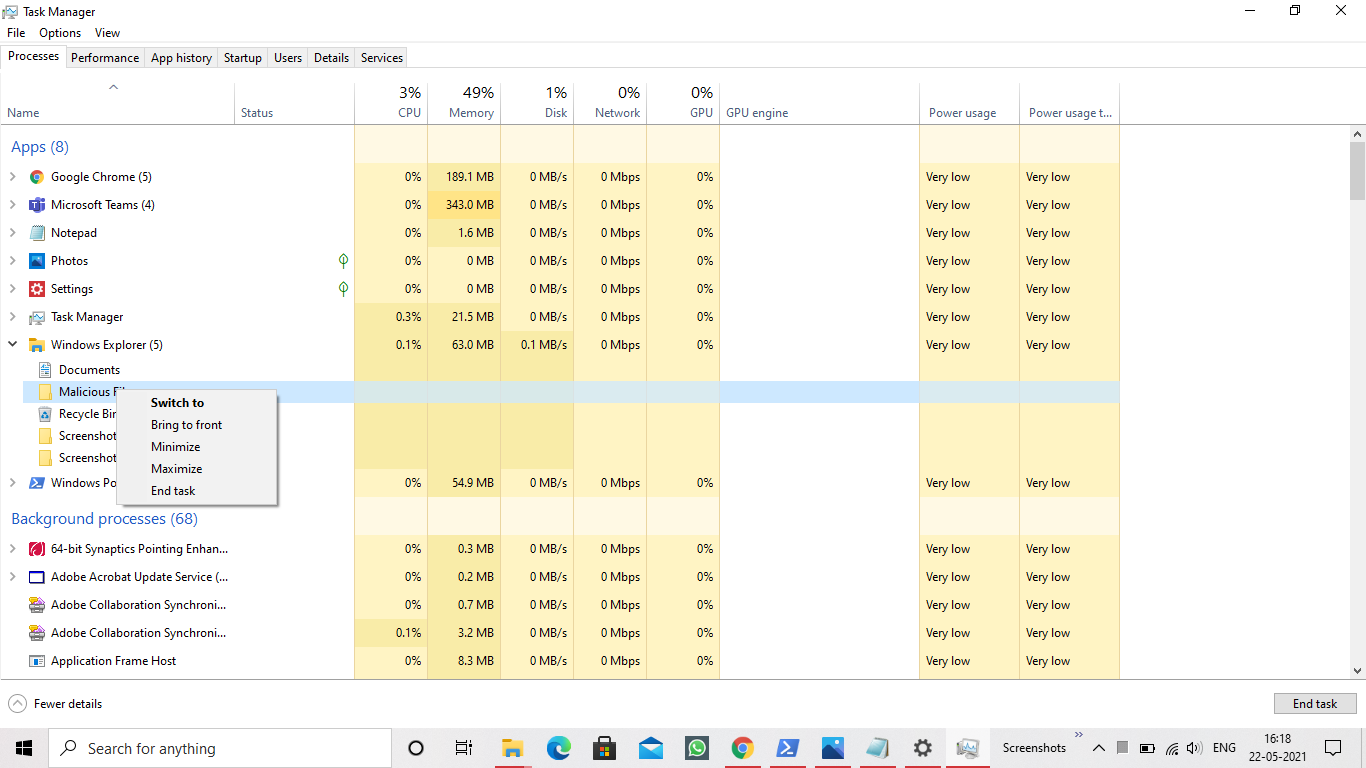 Task Manager
File Options View
Processes Performance App history Startup Users Details Services
3% 49% 1% 0% 0%
Name Status CPU Memory Disk Network GPU GPU engine Power usage Power usage t...
Apps (8)
Google Chrome (5) 0% 189.1 MB 0 MB/s 0 Mbps 0% Very low Very low
Microsoft Teams (4) 0% 343.0 MB 0 MB/s 0 Mbps 0% Very low Very low
Notepad 0% 1.6 MB 0 MB/s 0 Mbps 0% Very low Very low
Photos 0% 0 MB 0 MB/s 0 Mbps 0% Very low Very low
Settings 0% 0 MB 0 MB/s 0 Mbps 0% Very low Very low
Task Manager 0.3% 21.5 MB 0 MB/s 0 Mbps 0% Very low Very low
Windows Explorer (5) 0.1% 63.0 MB 0.1 MB/s 0 Mbps 0% Very low Very low
Documents
Malicious
Switch to
Recycle Bin
Bring to front
Screenshot
Minimize
Screenshot
Maximize
Windows Po 0% 54.9 MB 0 MB/s 0 Mbps 0% Very low Very low
End task
Background processes (68)
64-bit Synaptics Pointing Enhan... 0% 0.3 MB 0 MB/s 0 Mbps 0% Very low Very low
Adobe Acrobat Update Service (... 0% 0.2 MB 0 MB/s 0 Mbps 0% Very low Very low
Adobe Collaboration Synchroni... 0% 0.7 MB 0 MB/s 0 Mbps 0% Very low Very low
Adobe Collaboration Synchroni... 0.1% 3.2 MB 0 MB/s 0 Mbps 0% Very low Very low
Application Frame Host 0% 8.3 MB 0 MB/s 0 Mbps 0% Very low Very low
Fewer details End task
Search for anything Screenshots ENG 16:18
22-05-2021